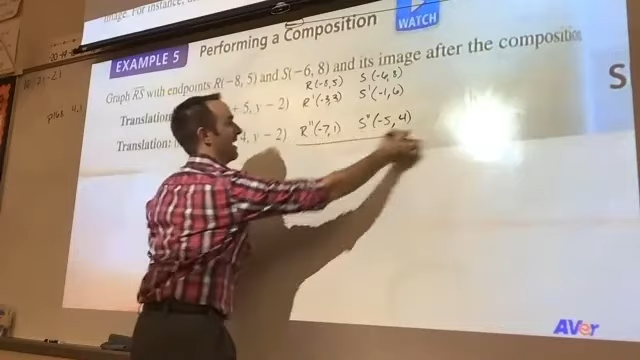 image. For instance,
WATCH
EXAMPLE 5 Performing a Composition
Graph RS with endpoints R(−8, 5) and S(−6, 8) and its image after the composition
R(-8,5) S(-6,8)
Translation: + 5, y − 2) R'(-3,3) S'(-1,6)
Translation: 4, y − 2) R"(-7,1) S"(-5,4)
S
AVer